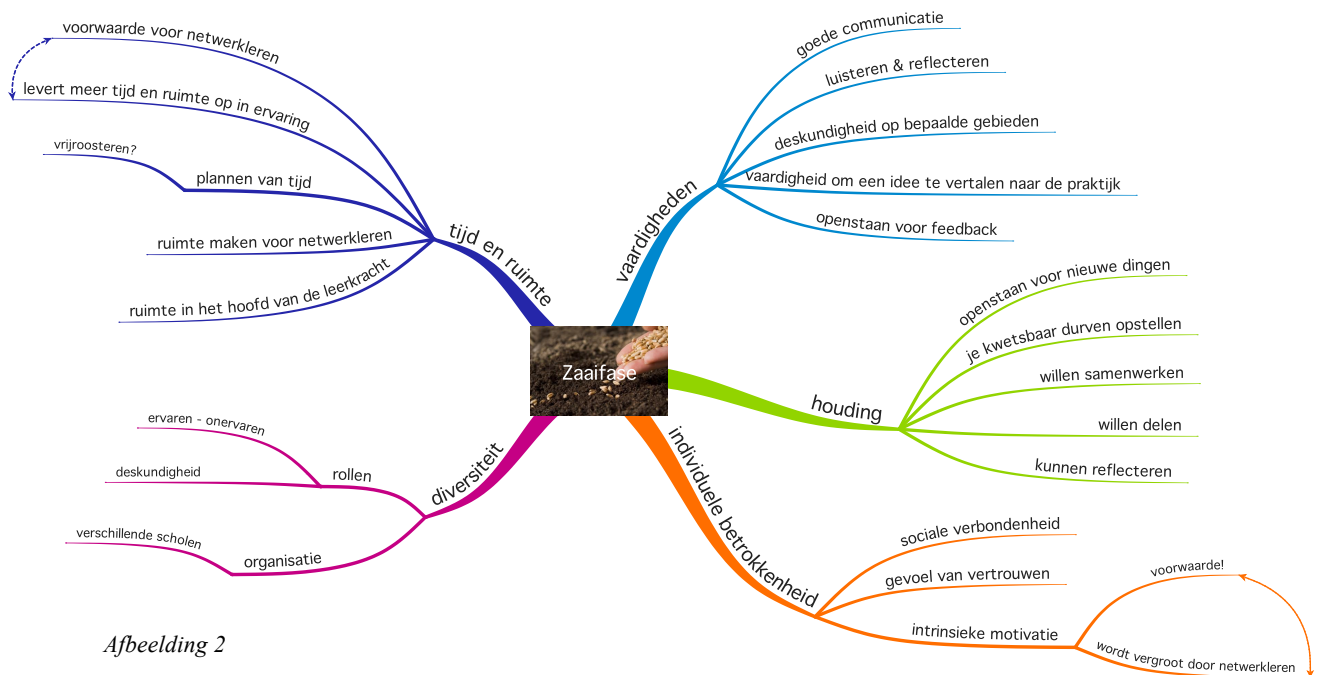 Zaaifase
vaardigheden
goede communicatie
luisteren & reflecteren
deskundigheid op bepaalde gebieden
vaardigheid om een idee te vertalen naar de praktijk
openstaan voor feedback
houding
openstaan voor nieuwe dingen
je kwetsbaar durven opstellen
willen samenwerken
willen delen
kunnen reflecteren
individuele betrokkenheid
sociale verbondenheid
gevoel van vertrouwen
intrinsieke motivatie
voorwaarde!
wordt vergroot door netwerkleren
tijd en ruimte
voorwaarde voor netwerkleren
levert meer tijd en ruimte op in ervaring
plannen van tijd
vrijroosteren?
ruimte maken voor netwerkleren
ruimte in het hoofd van de leerkracht
diversiteit
rollen
ervaren - onervaren
deskundigheid
organisatie
verschillende scholen
Afbeelding 2